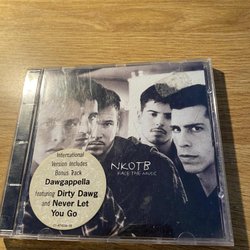 International
Version Includes
Bonus Track
Dawgappella
featuring Dirty Dawg
and Never Let
You Go
NKOTB
FACE THE MUSIC